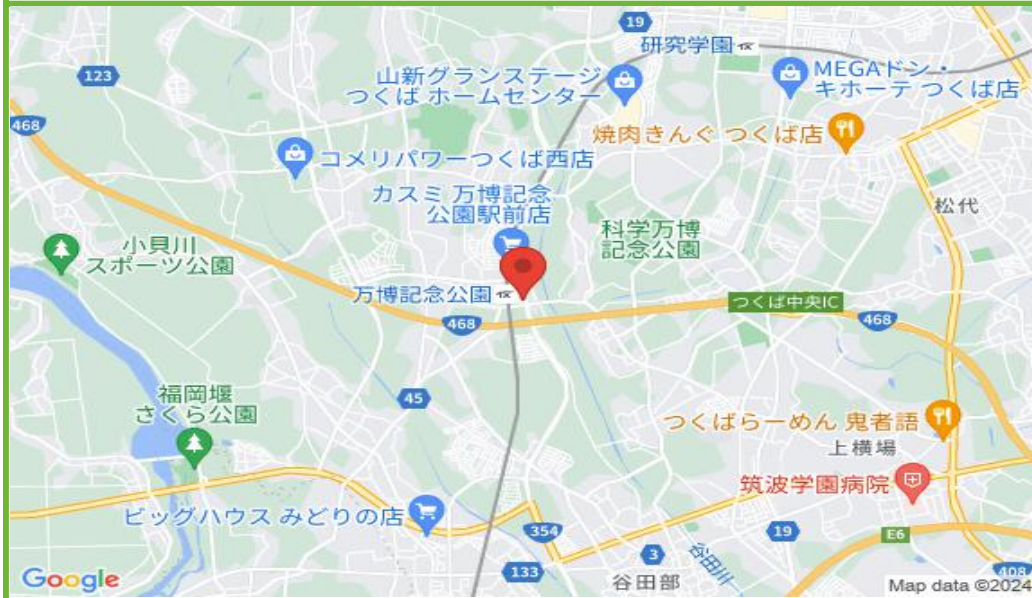 19
研究学園
123
山新グランステージ
つくば ホームセンター
MEGAドン・
キホーテ つくば店
468
焼肉きんぐ つくば店
コメリパワーつくば西店
カスミ 万博記念
公園駅前店
松代
科学万博
記念公園
小貝川
スポーツ公園
万博記念公園
つくば中央IC
468
468
福岡堰
さくら公園
45
つくばらーめん 鬼者語
上横場
筑波学園病院
ビッグハウス みどりの店
354
19
E6
3
谷田川
133
谷田部
408
Google
Map data ©2024